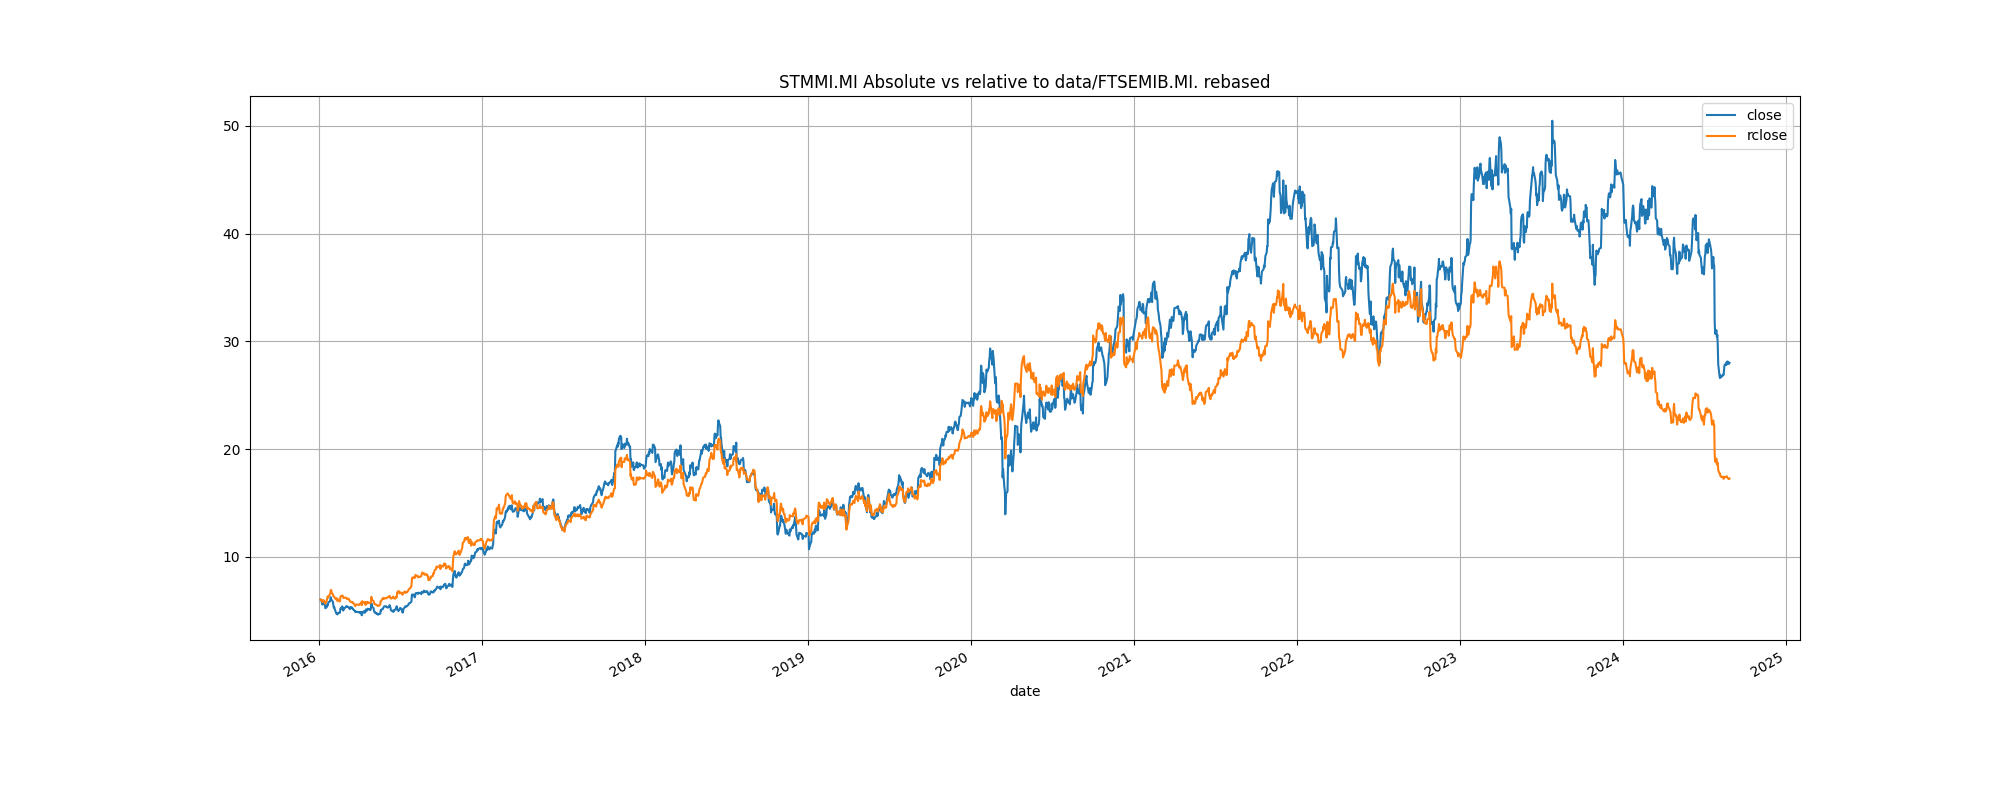 STMMI.MI Absolute vs relative to data/FTSEMIB.MI. rebased
close
rclose
50
40
30
20
10
2016 2017 2018 2019 2020 2021 2022 2023 2024 2025
date